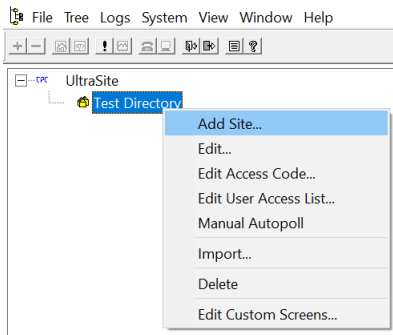 File Tree Logs System View Window Help
CPC UltraSite
Test Directory
Add Site...
Edit...
Edit Access Code...
Edit User Access List...
Manual Autopoll
Import...
Delete
Edit Custom Screens...